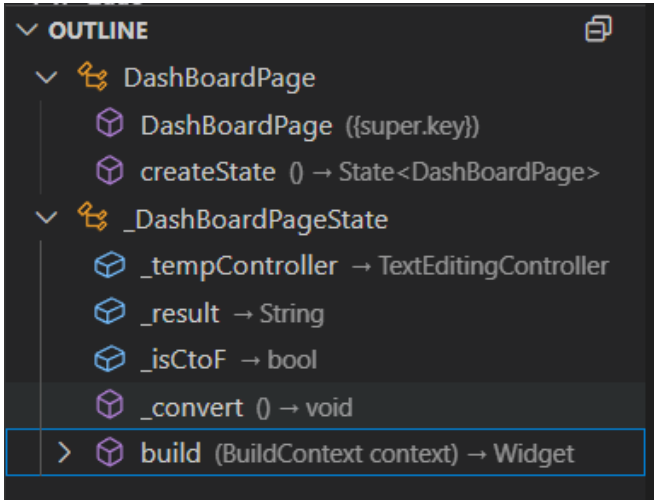 OUTLINE
DashBoardPage
DashBoardPage ({super.key})
createState () → State<DashBoardPage>
_DashBoardPageState
_tempController → TextEditingController
_result → String
_isCtoF → bool
_convert () → void
build (BuildContext context) → Widget